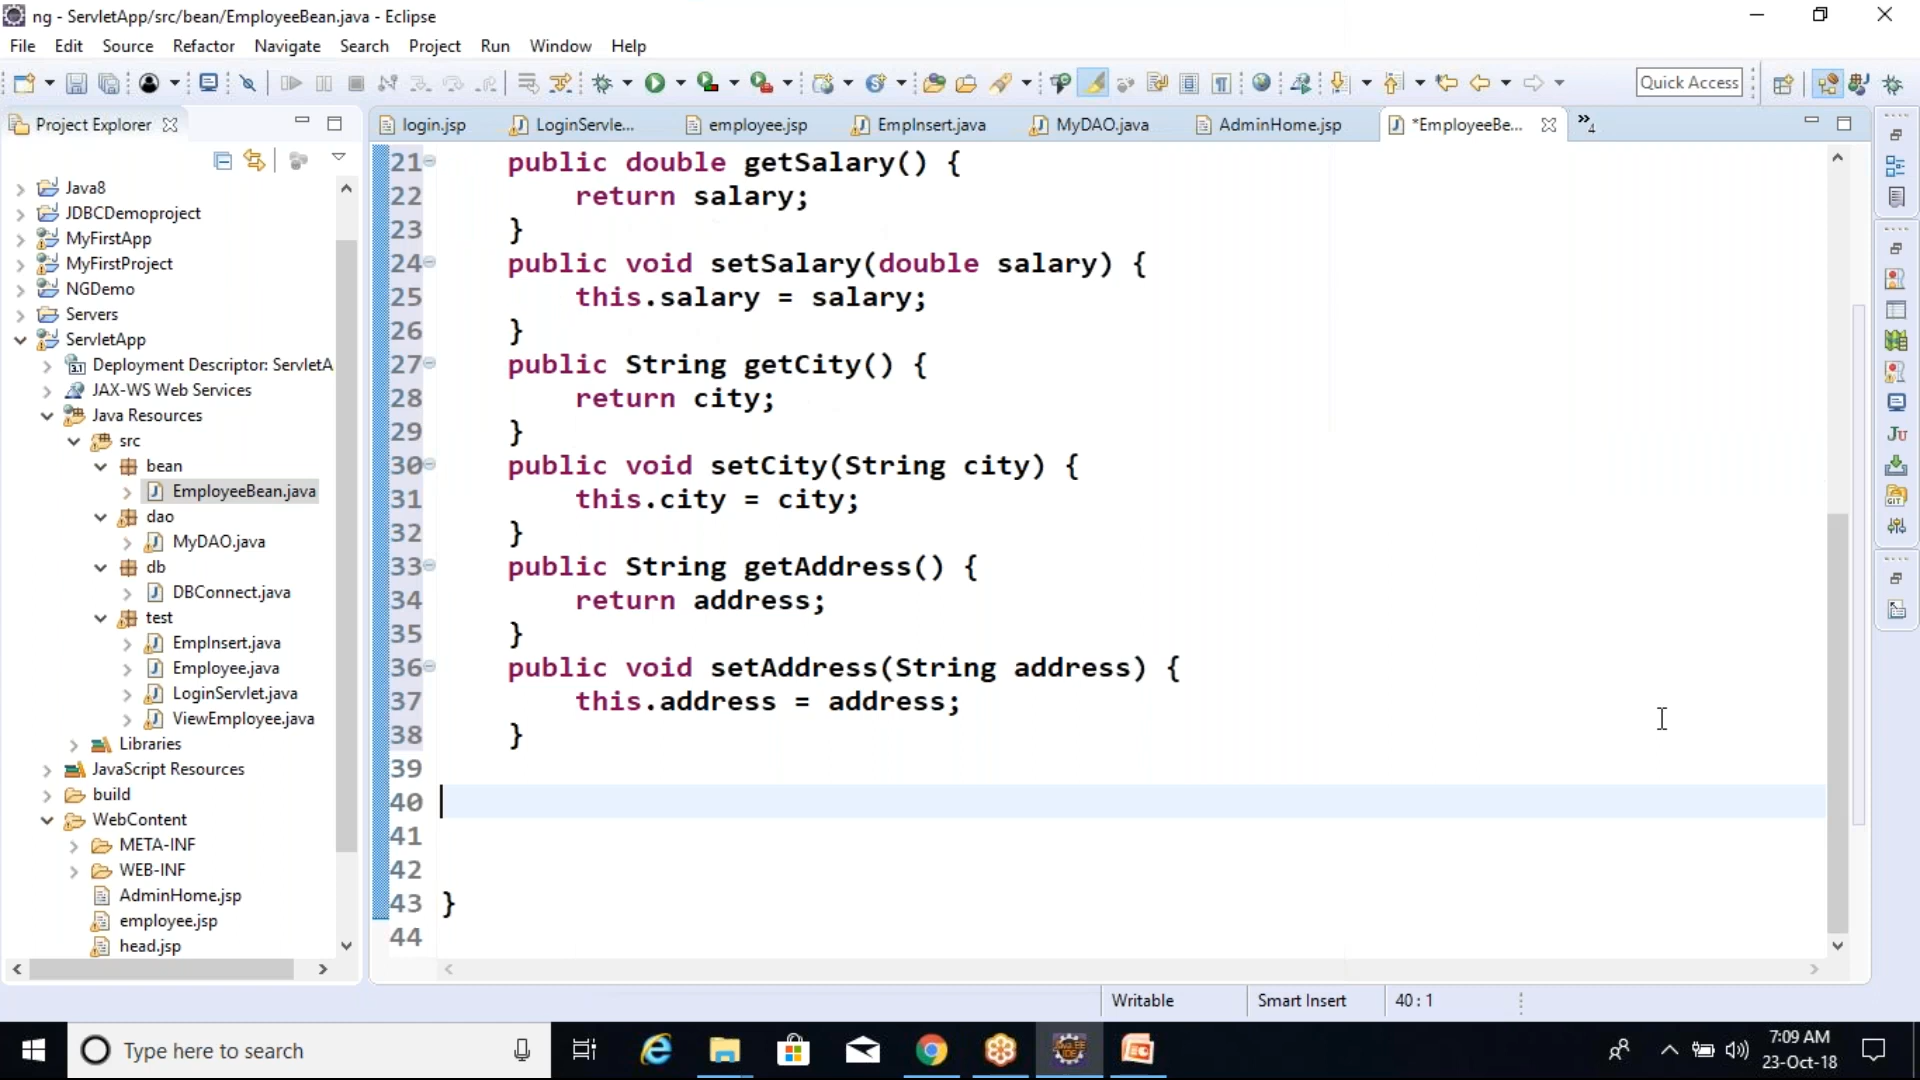 ng - ServletApp/src/bean/EmployeeBean.java - Eclipse
File Edit Source Refactor Navigate Search Project Run Window Help
Quick Access
Project Explorer
login.jsp LoginServle... employee.jsp EmpInsert.java MyDAO.java AdminHome.jsp *EmployeeBe... »4
Java8
JDBCDemoproject
MyFirstApp
MyFirstProject
NGDemo
Servers
ServletApp
Deployment Descriptor: ServletA
JAX-WS Web Services
Java Resources
src
bean
EmployeeBean.java
dao
MyDAO.java
db
DBConnect.java
test
EmpInsert.java
Employee.java
LoginServlet.java
ViewEmployee.java
Libraries
JavaScript Resources
build
WebContent
META-INF
WEB-INF
AdminHome.jsp
employee.jsp
head.jsp
21 public double getSalary() {
22 return salary;
23 }
24 public void setSalary(double salary) {
25 this.salary = salary;
26 }
27 public String getCity() {
28 return city;
29 }
30 public void setCity(String city) {
31 this.city = city;
32 }
33 public String getAddress() {
34 return address;
35 }
36 public void setAddress(String address) {
37 this.address = address;
38 }
39
40
41
42
43 }
44
Writable Smart Insert 40 : 1
Type here to search
7:09 AM
23-Oct-18